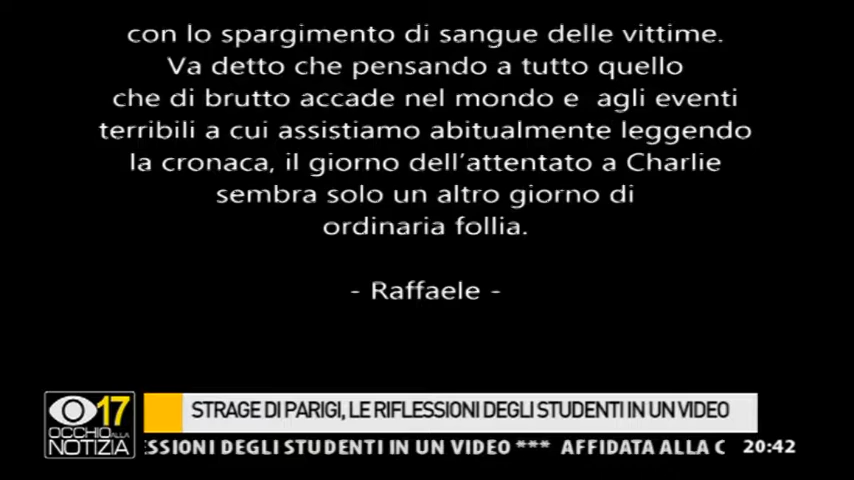 con lo spargimento di sangue delle vittime.
Va detto che pensando a tutto quello
che di brutto accade nel mondo e agli eventi
terribili a cui assistiamo abitualmente leggendo
la cronaca, il giorno dell'attentato a Charlie
sembra solo un altro giorno di
ordinaria follia.
- Raffaele -
17
OCCHIO ALLA
NOTIZIA
STRAGE DI PARIGI, LE RIFLESSIONI DEGLI STUDENTI IN UN VIDEO
ESSIONI DEGLI STUDENTI IN UN VIDEO *** AFFIDATA ALLA C
20:42